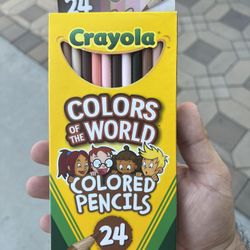 24
Crayola
COLORS
OF THE
WORLD
COLORED
PENCILS
24